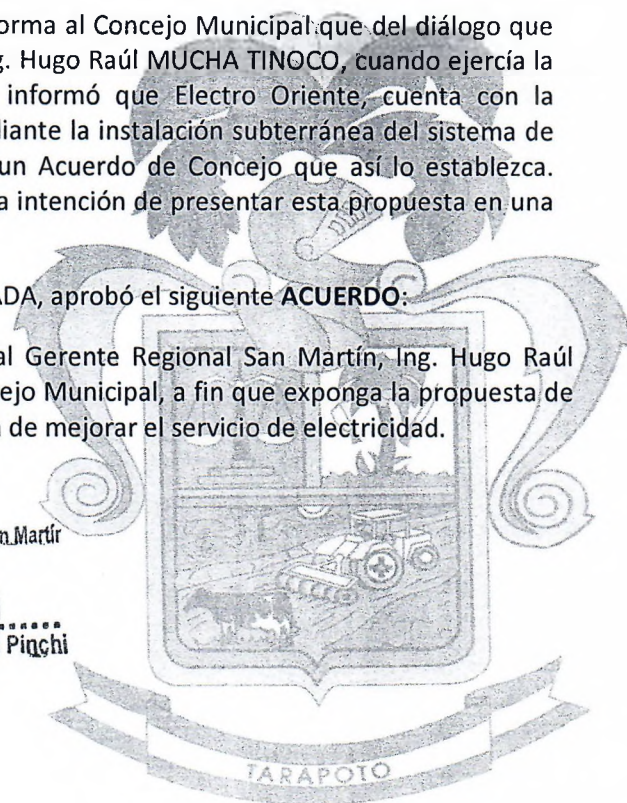 orma al Concejo Municipal que del diálogo que
g. Hugo Raúl MUCHA TINOCO, cuando ejercía la
informó que Electro Oriente, cuenta con la
diante la instalación subterránea del sistema de
un Acuerdo de Concejo que así lo establezca.
a intención de presentar esta propuesta en una
ADA, aprobó el siguiente ACUERDO:
al Gerente Regional San Martín, Ing. Hugo Raúl
cejo Municipal, a fin que exponga la propuesta de
de mejorar el servicio de electricidad.
n Martír
Pinchi
TARAPOTO